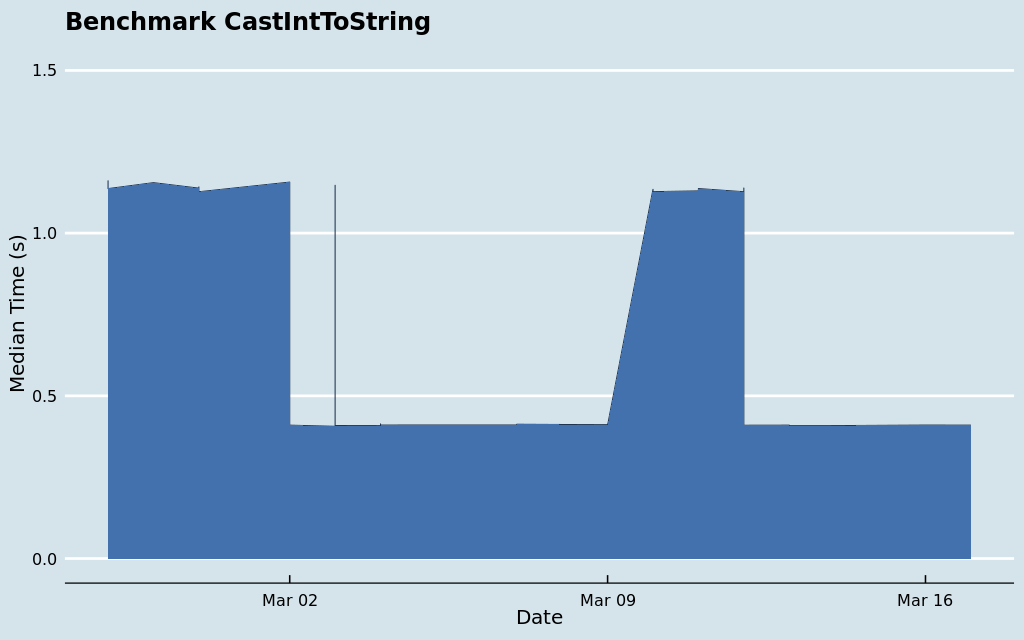 Benchmark CastIntToString
1.5
1.0
0.5
0.0
Median Time (s)
Mar 02
Mar 09
Mar 16
Date